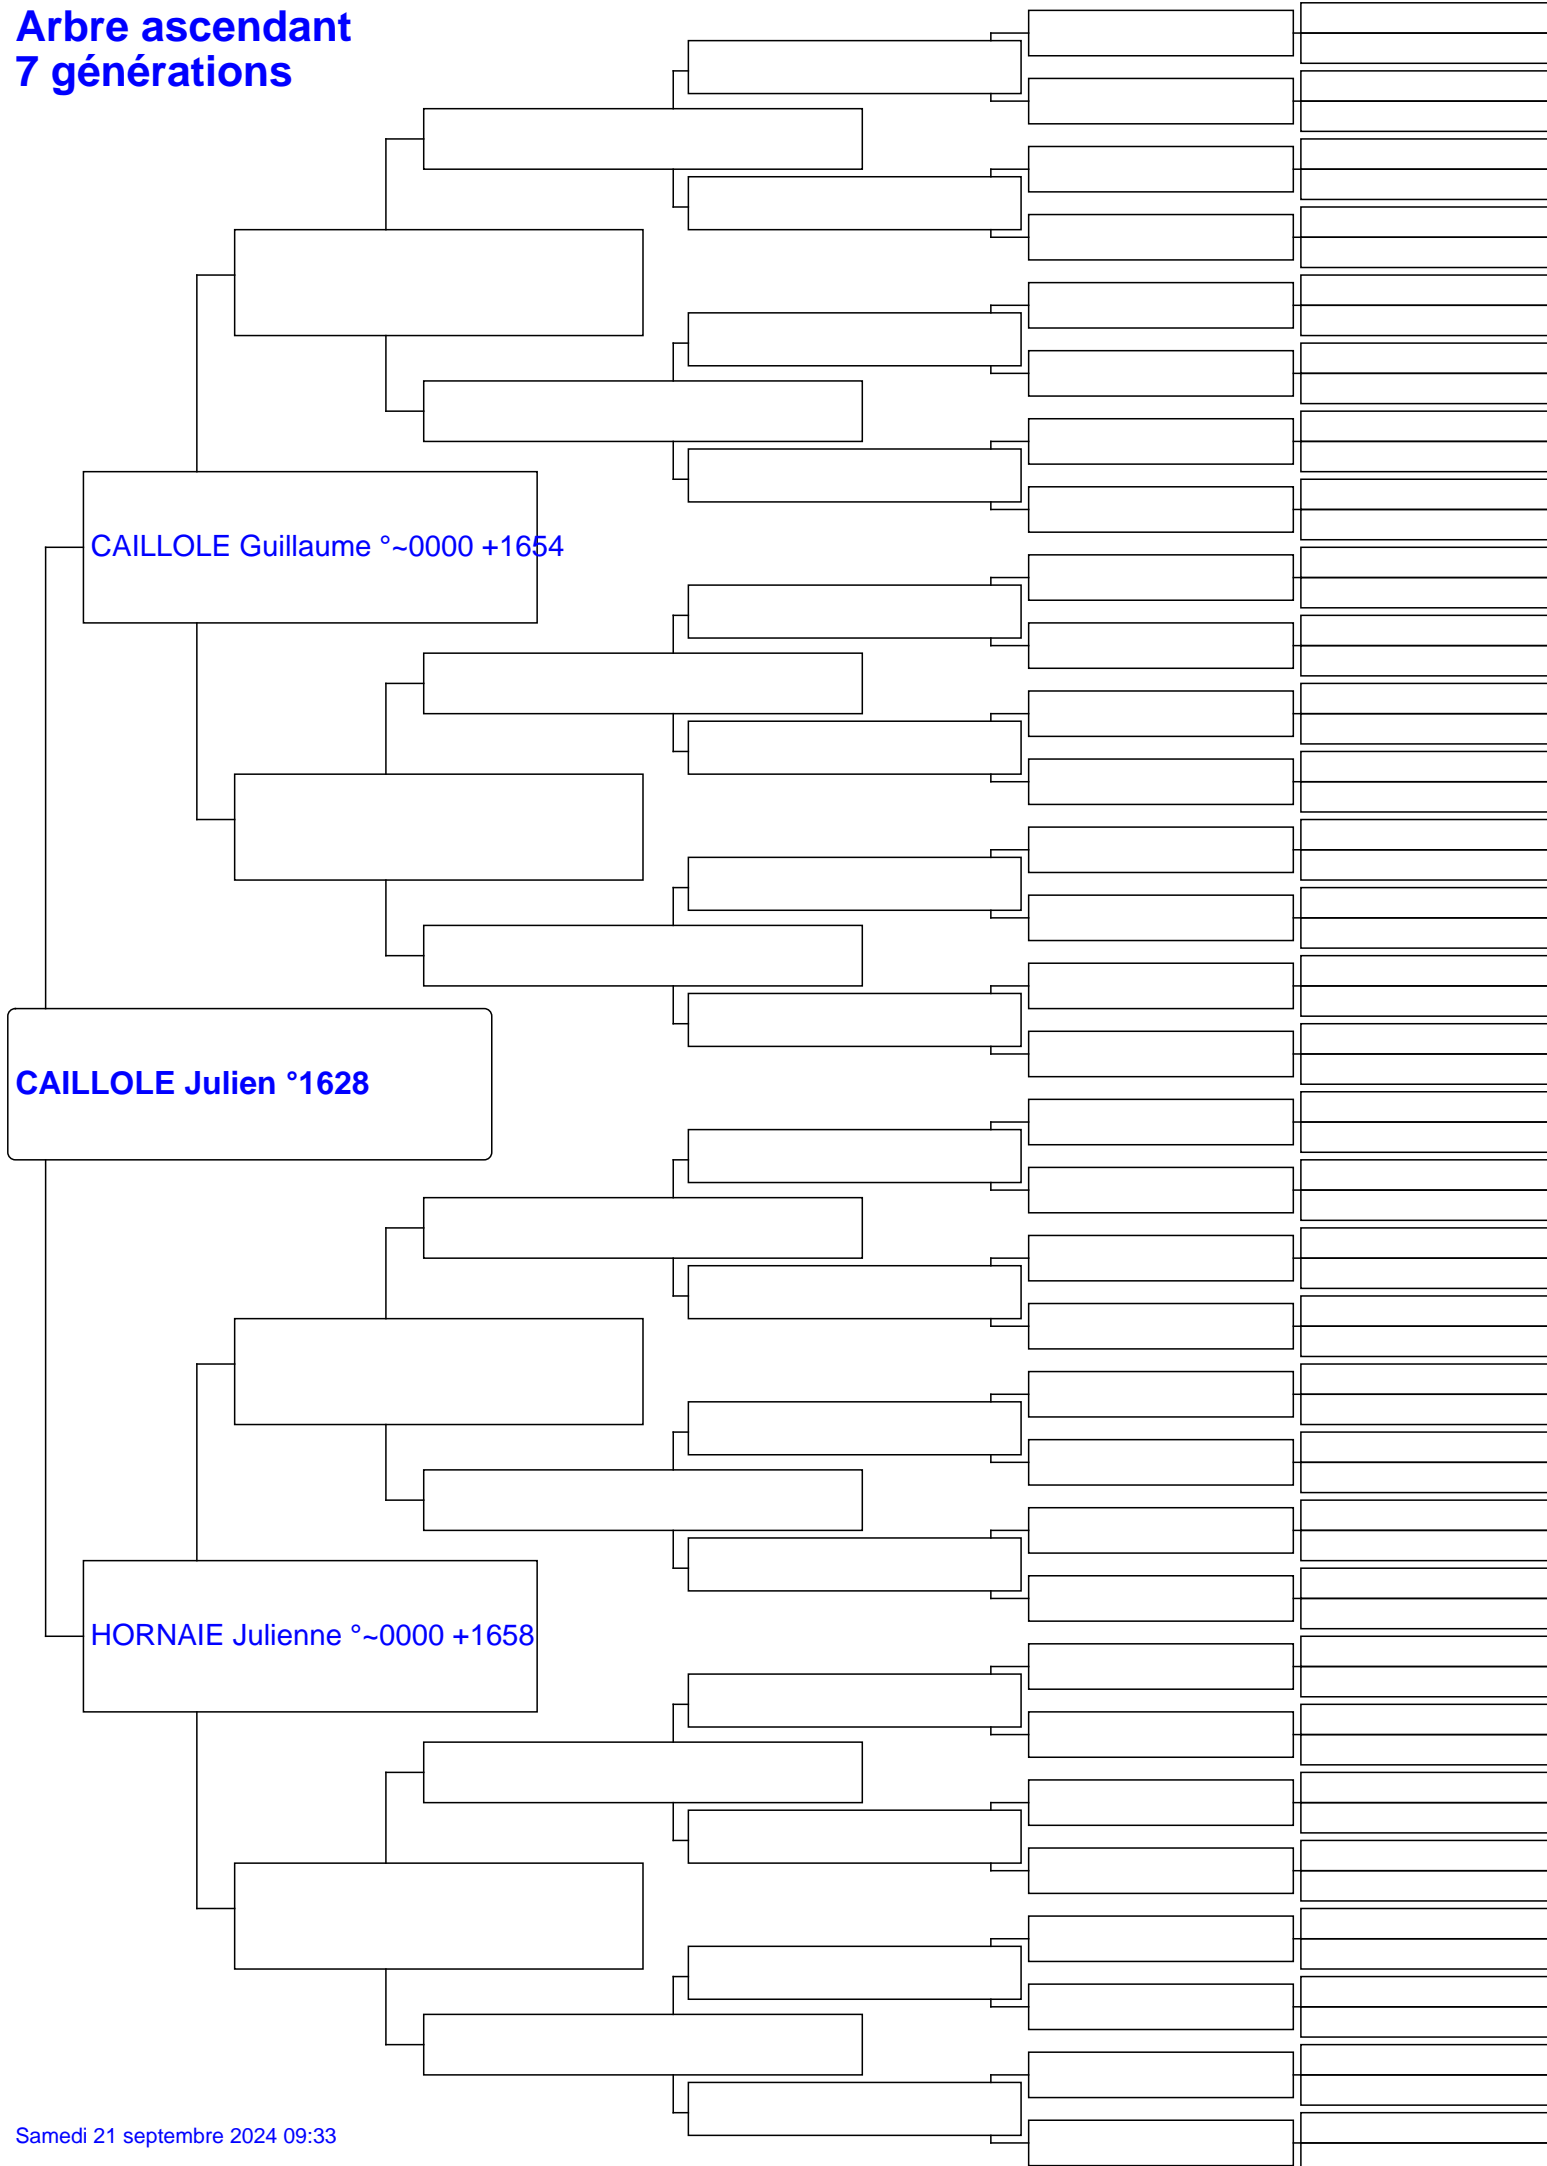 Arbre ascendant
7 générations
CAILLOLE Guillaume °~0000 +1654
CAILLOLE Julien °1628
HORNAIE Julienne °~0000 +1658
Samedi 21 septembre 2024 09:33